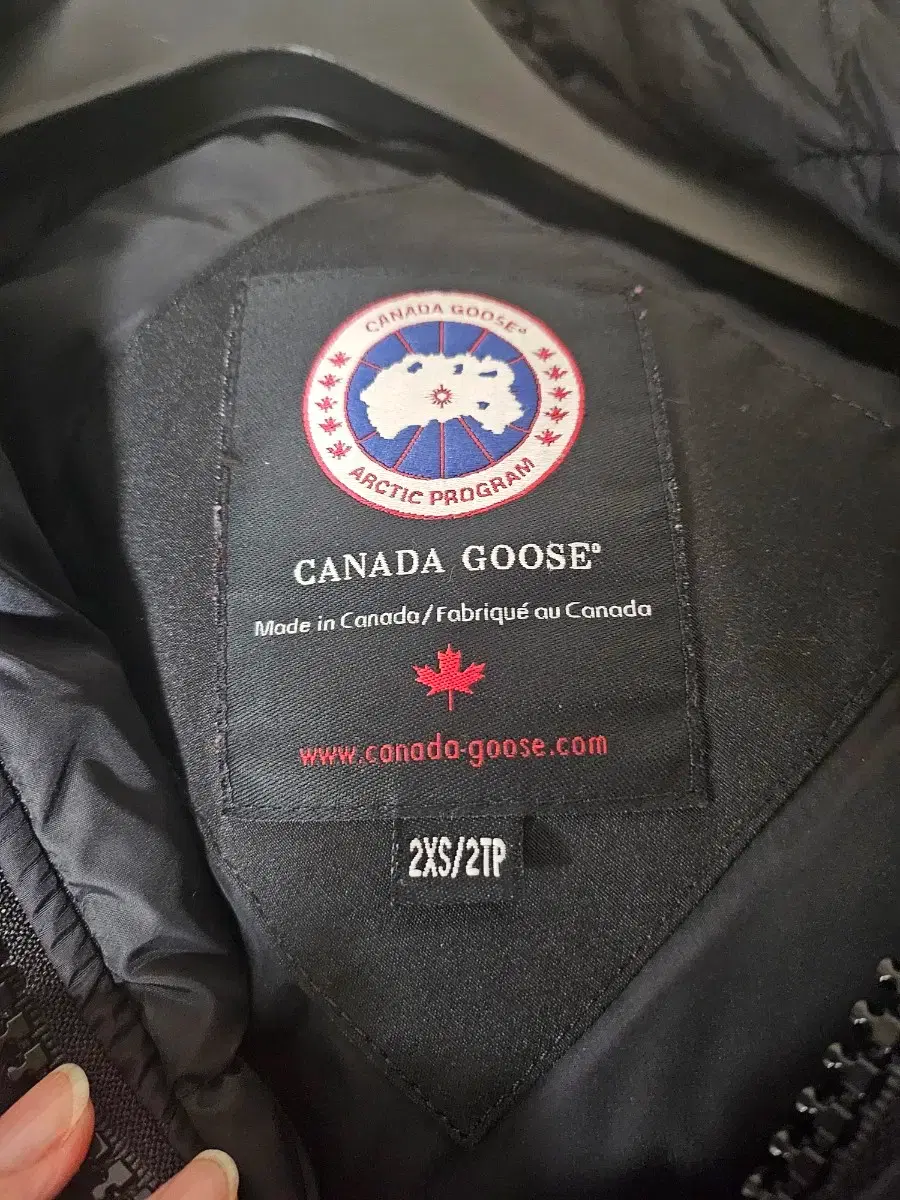 CANADA GOOSE®
ARCTIC PROGRAM
CANADA GOOSE®
Made in Canada/Fabriqué au Canada
www.canada-goose.com
2XS/2TP